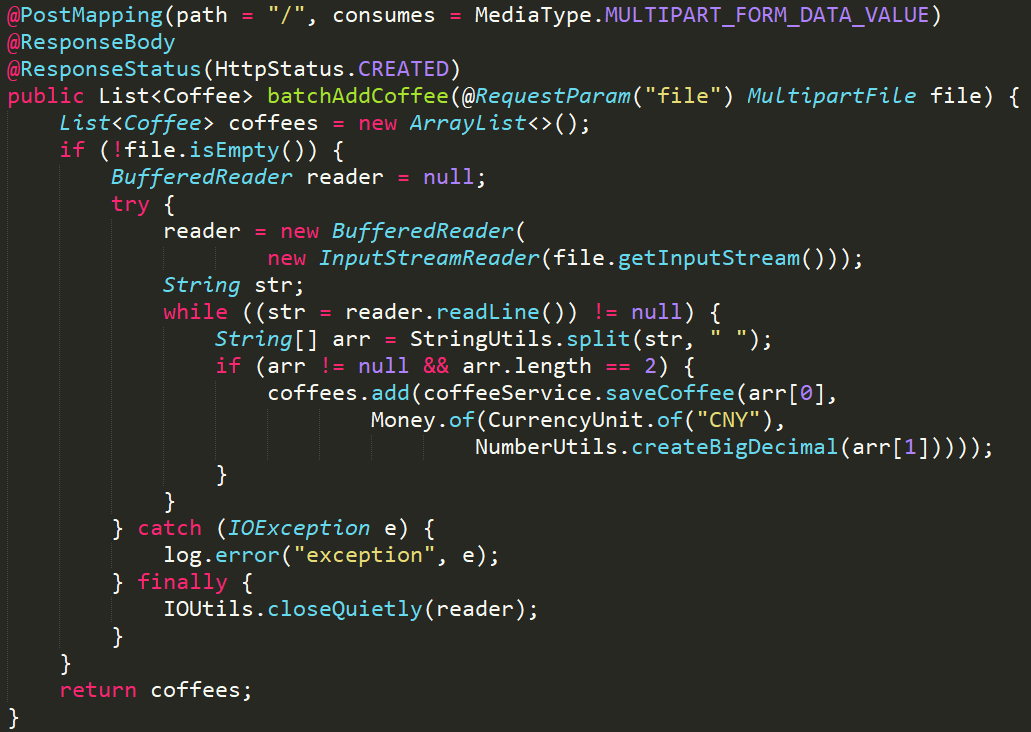 @PostMapping(path = "/", consumes = MediaType.MULTIPART_FORM_DATA_VALUE)
@ResponseBody
@ResponseStatus(HttpStatus.CREATED)
public List<Coffee> batchAddCoffee(@RequestParam("file") MultipartFile file) {
    List<Coffee> coffees = new ArrayList<>();
    if (!file.isEmpty()) {
        BufferedReader reader = null;
        try {
            reader = new BufferedReader(
                    new InputStreamReader(file.getInputStream()));
            String str;
            while ((str = reader.readLine()) != null) {
                String[] arr = StringUtils.split(str, " ");
                if (arr != null && arr.length == 2) {
                    coffees.add(coffeeService.saveCoffee(arr[0],
                            Money.of(CurrencyUnit.of("CNY"),
                                    NumberUtils.createBigDecimal(arr[1]))));
                }
            }
        } catch (IOException e) {
            log.error("exception", e);
        } finally {
            IOUtils.closeQuietly(reader);
        }
    }
    return coffees;
}